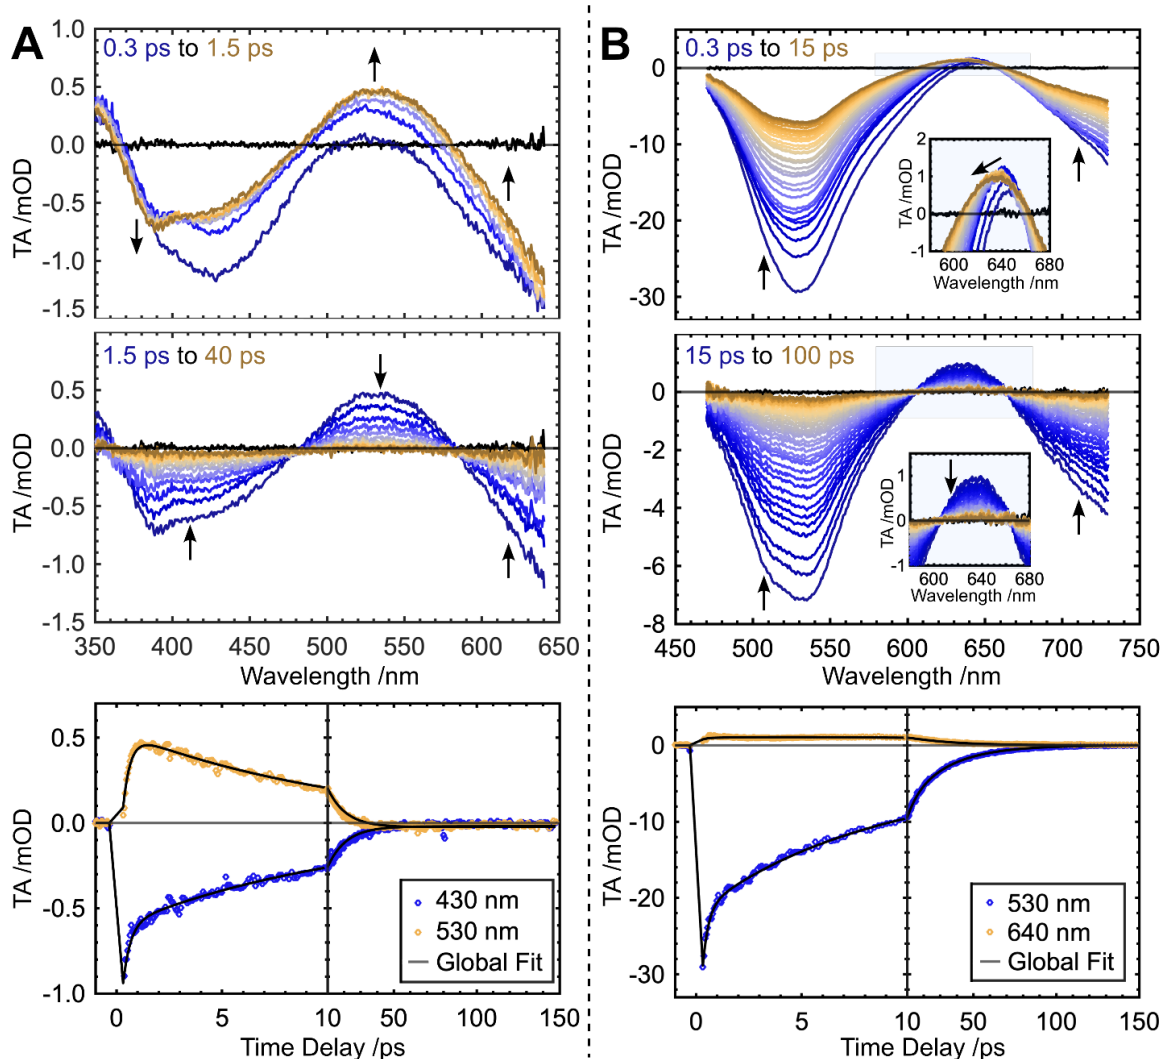 A
0.3 ps to 1.5 ps
TA /mOD
1.0
0.5
0.0
-0.5
-1.0
-1.5
1.5 ps to 40 ps
TA /mOD
0.5
0.0
-0.5
-1.0
-1.5
350 400 450 500 550 600 650
Wavelength /nm
TA /mOD
0.5
0.0
-0.5
-1.0
430 nm
530 nm
Global Fit
0 5 10 50 100 150
Time Delay /ps
B
0.3 ps to 15 ps
TA /mOD
0
-10
-20
-30
TA /mOD
2
1
0
-1
600 640 680
Wavelength /nm
15 ps to 100 ps
TA /mOD
0
-2
-4
-6
-8
TA /mOD
1
0
-1
600 640 680
Wavelength /nm
450 500 550 600 650 700 750
Wavelength /nm
TA /mOD
0
-10
-20
-30
530 nm
640 nm
Global Fit
0 5 10 50 100 150
Time Delay /ps